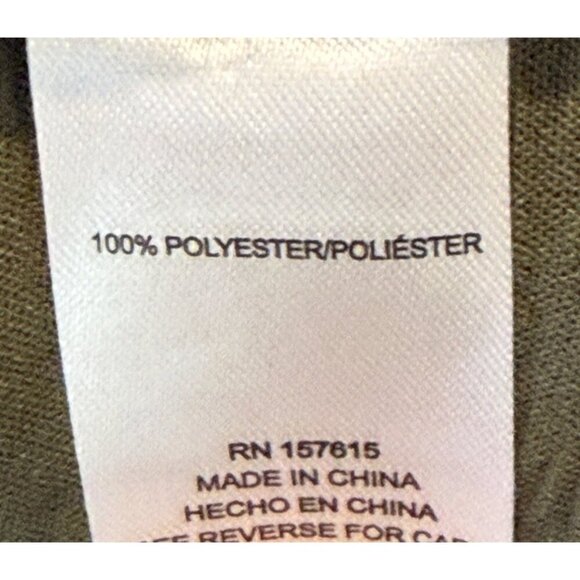 100% POLYESTER/POLIÉSTER
RN 157615
MADE IN CHINA
HECHO EN CHINA
REVERSE FOR